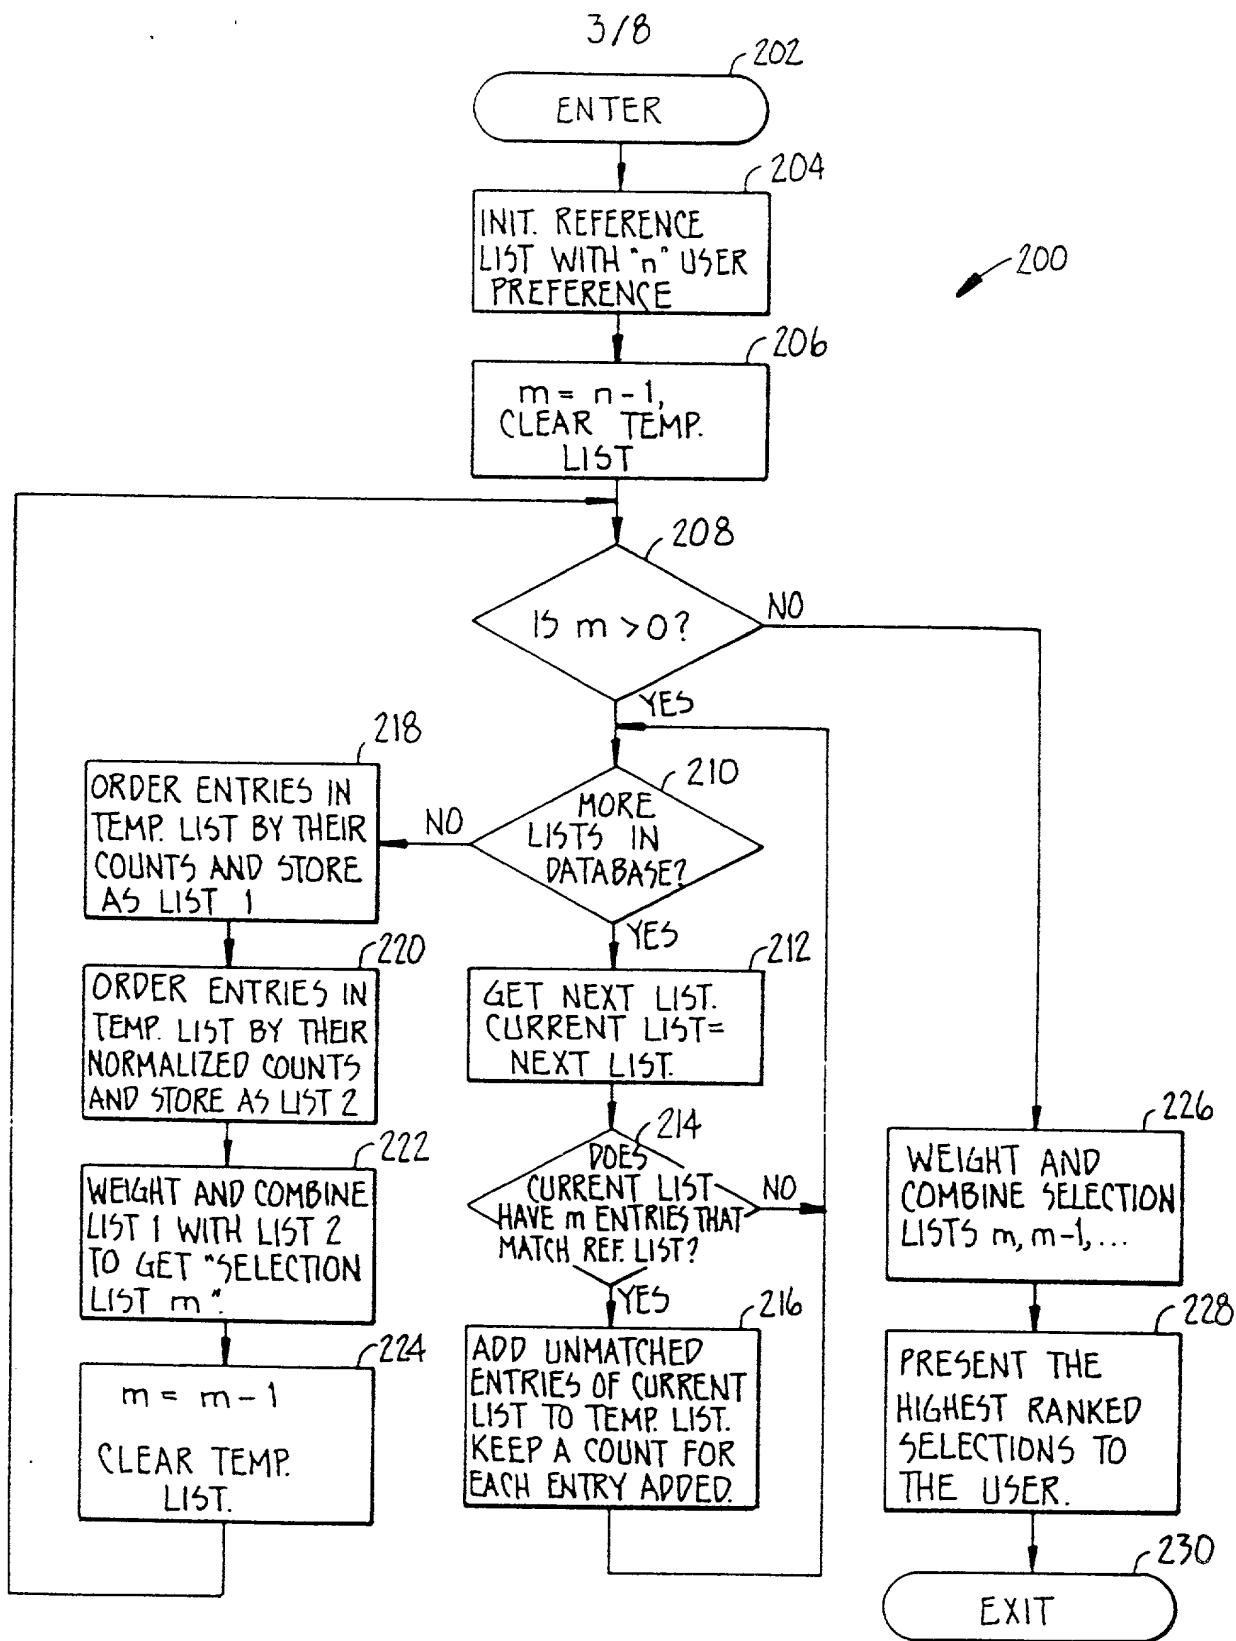 3/8
202
ENTER
204
INIT. REFERENCE
LIST WITH "n" USER
PREFERENCE
200
206
m = n-1,
CLEAR TEMP.
LIST
208
IS m > 0?
NO
YES
218
ORDER ENTRIES IN
TEMP. LIST BY THEIR
COUNTS AND STORE
AS LIST 1
NO
210
MORE
LISTS IN
DATABASE?
YES
220
ORDER ENTRIES IN
TEMP. LIST BY THEIR
NORMALIZED COUNTS
AND STORE AS LIST 2
212
GET NEXT LIST.
CURRENT LIST=
NEXT LIST.
222
WEIGHT AND COMBINE
LIST 1 WITH LIST 2
TO GET "SELECTION
LIST m".
214
DOES
CURRENT LIST
HAVE m ENTRIES THAT
MATCH REF. LIST?
NO
YES
226
WEIGHT AND
COMBINE SELECTION
LISTS m, m-1, ...
224
m = m-1
CLEAR TEMP.
LIST.
216
ADD UNMATCHED
ENTRIES OF CURRENT
LIST TO TEMP. LIST.
KEEP A COUNT FOR
EACH ENTRY ADDED.
228
PRESENT THE
HIGHEST RANKED
SELECTIONS TO
THE USER.
230
EXIT